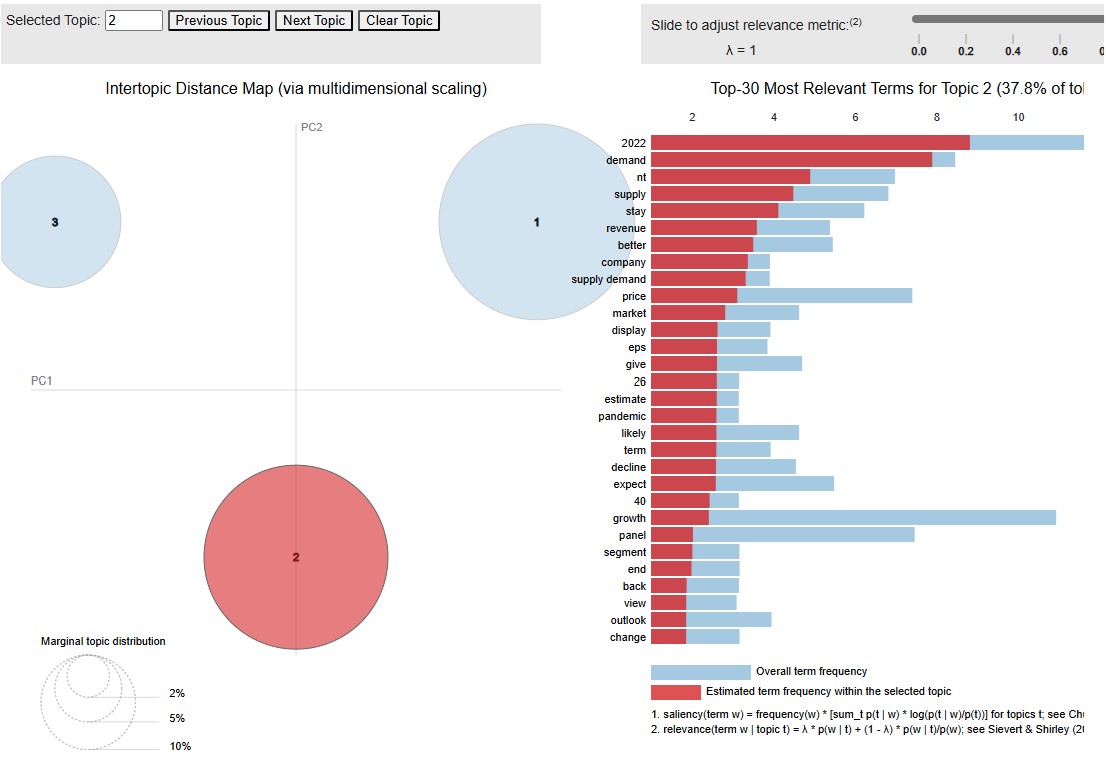 Selected Topic: 2 Previous Topic Next Topic Clear Topic
Slide to adjust relevance metric:(2)
λ = 1
0.0 0.2 0.4 0.6 0
Intertopic Distance Map (via multidimensional scaling)
PC2
PC1
3
1
2
Marginal topic distribution
2%
5%
10%
Top-30 Most Relevant Terms for Topic 2 (37.8% of to
2 4 6 8 10
2022
demand
nt
supply
stay
revenue
better
company
supply demand
price
market
display
eps
give
26
estimate
pandemic
likely
term
decline
expect
40
growth
panel
segment
end
back
view
outlook
change
Overall term frequency
Estimated term frequency within the selected topic
1. saliency(term w) = frequency(w) * [sum_t p(t | w) * log(p(t | w)/p(t))] for topics t; see Chu
2. relevance(term w | topic t) = λ * p(w | t) + (1 - λ) * p(w | t)/p(w); see Sievert & Shirley (20